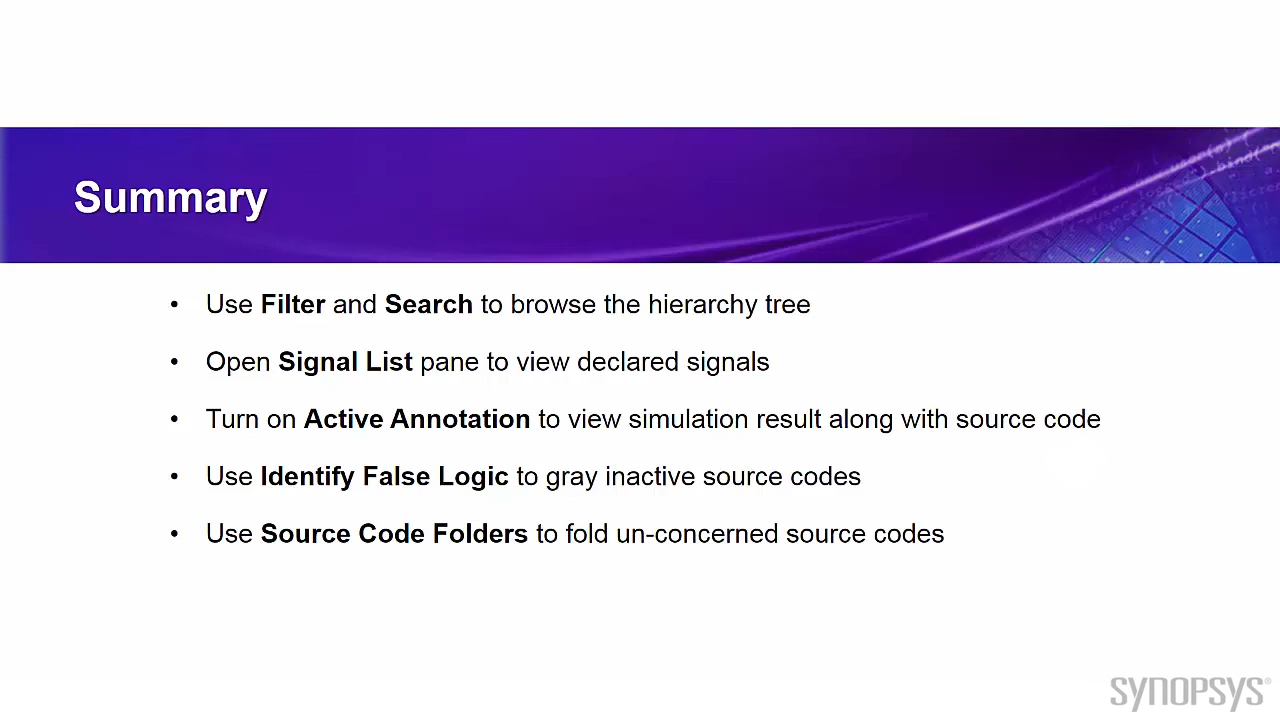 Summary
• Use Filter and Search to browse the hierarchy tree
• Open Signal List pane to view declared signals
• Turn on Active Annotation to view simulation result along with source code
• Use Identify False Logic to gray inactive source codes
• Use Source Code Folders to fold un-concerned source codes
SYNOPSYS®